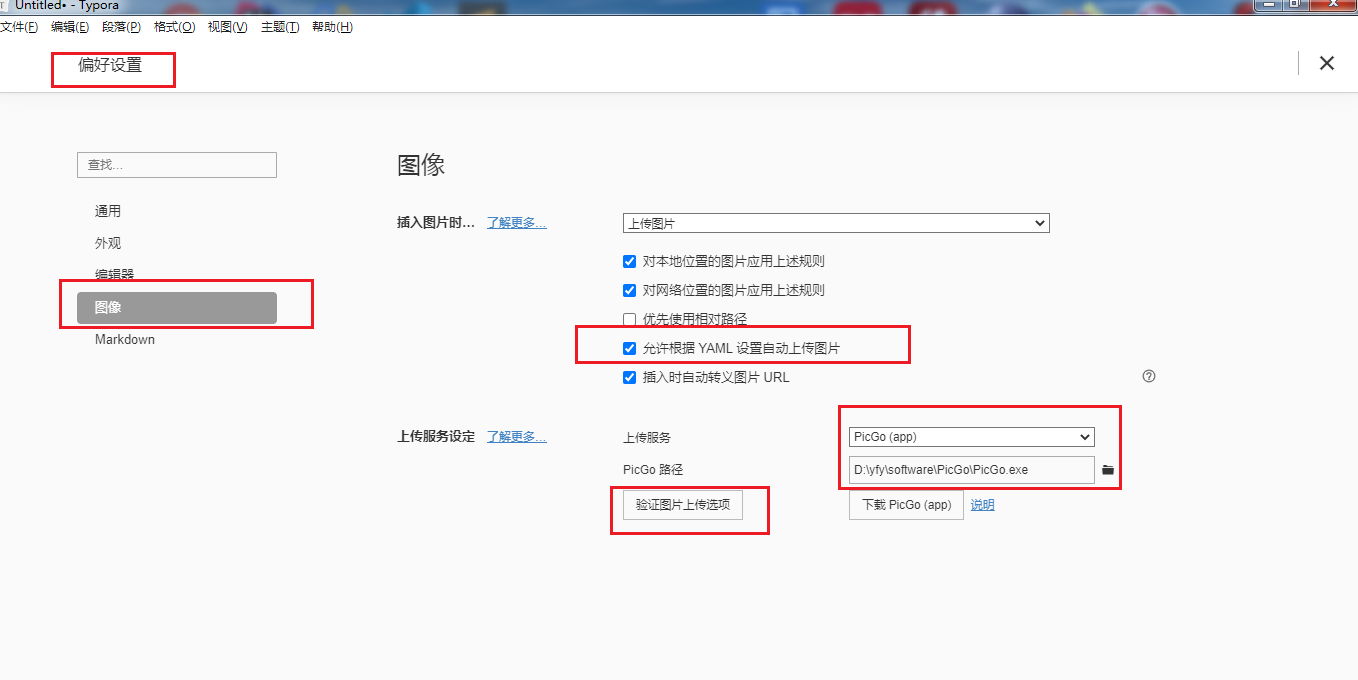 Untitled• - Typora
文件(F) 编辑(E) 段落(P) 格式(O) 视图(V) 主题(T) 帮助(H)
偏好设置
查找...
通用
外观
编辑器
图像
Markdown
图像
插入图片时... 了解更多... 上传图片
对本地位置的图片应用上述规则
对网络位置的图片应用上述规则
优先使用相对路径
允许根据 YAML 设置自动上传图片
插入时自动转义图片 URL
上传服务设定 了解更多... 上传服务 PicGo (app)
PicGo 路径 D:\yfy\software\PicGo\PicGo.exe
验证图片上传选项 下载 PicGo (app) 说明